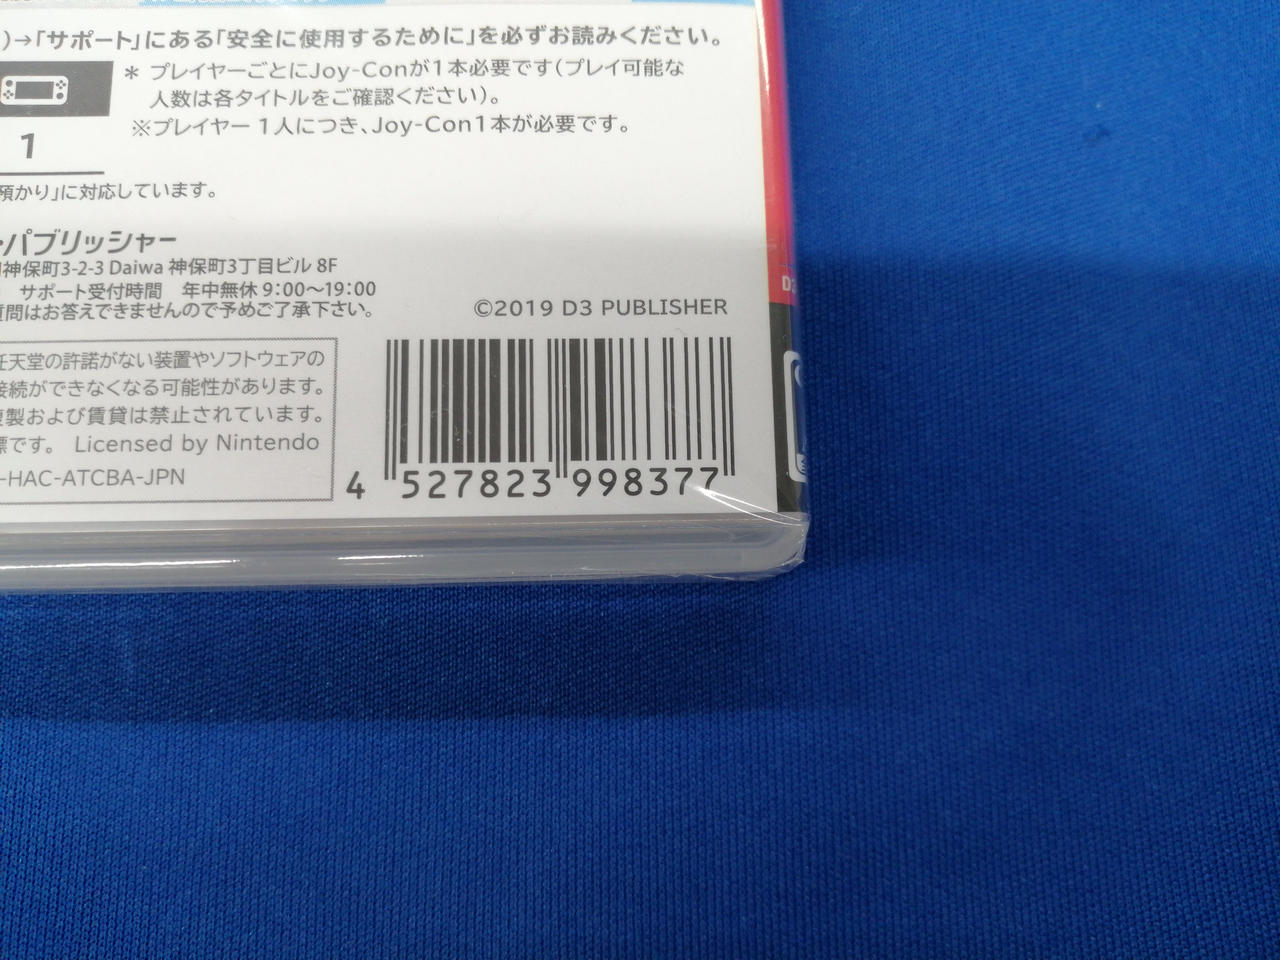 )→「サポート」にある「安全に使用するために」を必ずお読みください。
* プレイヤーごとにJoy-Conが1本必要です(プレイ可能な
人数は各タイトルをご確認ください)。
※プレイヤー 1人につき、Joy-Con1本が必要です。
1
預かり」に対応しています。
・パブリッシャー
神保町3-2-3 Daiwa 神保町3丁目ビル 8F
サポート受付時間 年中無休 9:00〜19:00
質問はお答えできませんので予めご了承下さい。
©2019 D3 PUBLISHER
任天堂の許諾がない装置やソフトウェアの
接続ができなくなる可能性があります。
複製および賃貸は禁止されています。
標です。 Licensed by Nintendo
-HAC-ATCBA-JPN
4 527823 998377